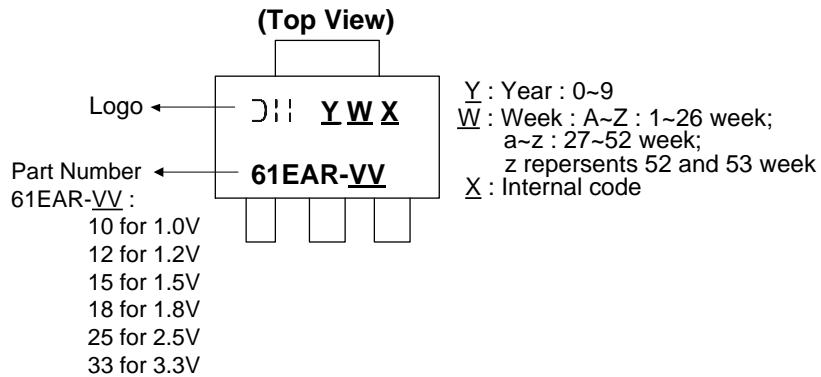 (Top View)
Logo
Y W X
Part Number
61EAR-VV
61EAR-VV :
10 for 1.0V
12 for 1.2V
15 for 1.5V
18 for 1.8V
25 for 2.5V
33 for 3.3V
Y : Year : 0~9
W : Week : A~Z : 1~26 week;
a~z : 27~52 week;
z repersents 52 and 53 week
X : Internal code